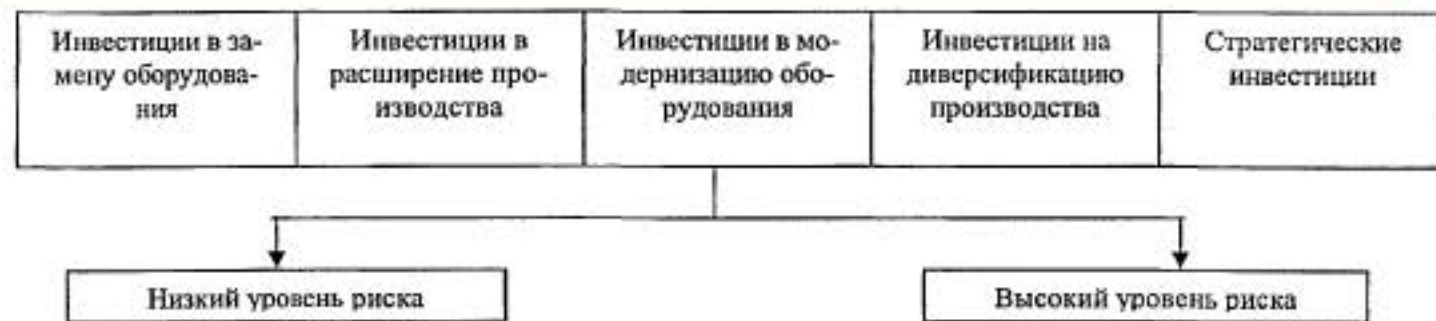 Инвестиции в за-
мену оборудова-
ния
Инвестиции в
расширение про-
изводства
Инвестиции в мо-
дернизацию обо-
рудования
Инвестиции на
диверсификацию
производства
Стратегические
инвестиции
Низкий уровень риска
Высокий уровень риска